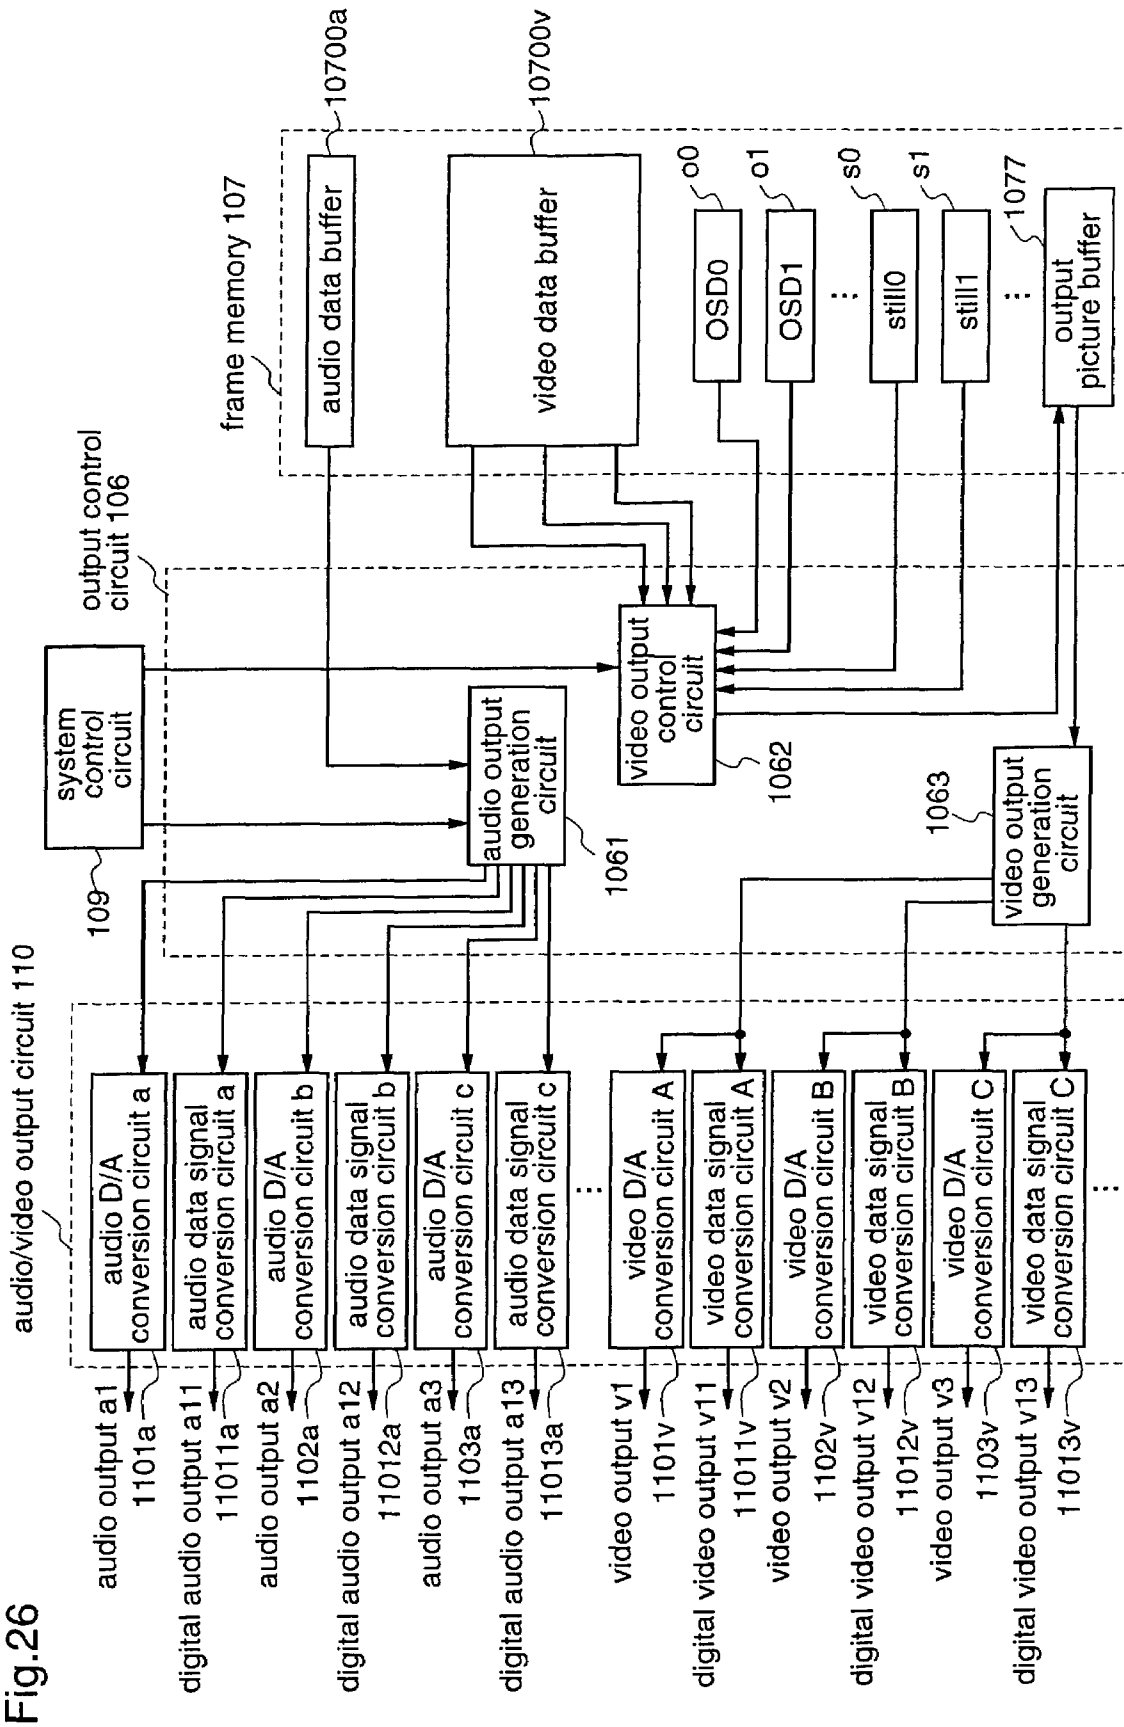 Fig.26
audio/video output circuit 110
output control
circuit 106
frame memory 107
system
control
circuit
109
audio data buffer
10700a
video data buffer
10700v
OSD0
o0
OSD1
o1
still0
s0
still1
s1
output
picture buffer
1077
audio output
generation
circuit
1061
video output
control
circuit
1062
video output
generation
circuit
1063
audio D/A
conversion circuit a
audio output a1
1101a
audio data signal
conversion circuit a
digital audio output a11
11011a
audio D/A
conversion circuit b
audio output a2
1102a
audio data signal
conversion circuit b
digital audio output a12
11012a
audio D/A
conversion circuit c
audio output a3
1103a
audio data signal
conversion circuit c
digital audio output a13
11013a
video D/A
conversion circuit A
video output v1
1101v
video data signal
conversion circuit A
digital video output v11
11011v
video D/A
conversion circuit B
video output v2
1102v
video data signal
conversion circuit B
digital video output v12
11012v
video D/A
conversion circuit C
video output v3
1103v
video data signal
conversion circuit C
digital video output v13
11013v